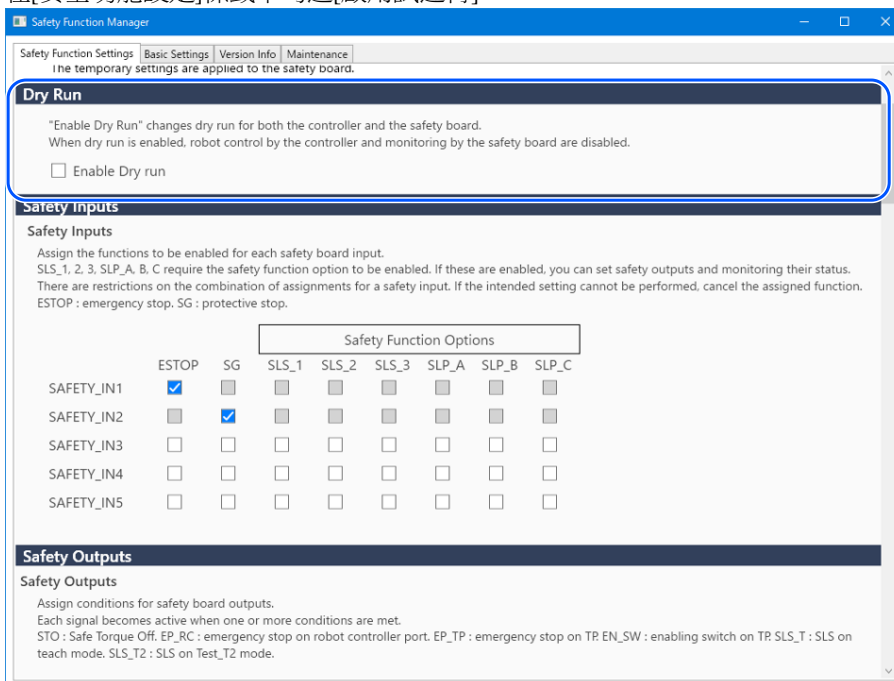 Safety Function Manager
Safety Function Settings Basic Settings Version Info Maintenance
The temporary settings are applied to the safety board.
Dry Run
"Enable Dry Run" changes dry run for both the controller and the safety board.
When dry run is enabled, robot control by the controller and monitoring by the safety board are disabled.
Enable Dry run
Safety Inputs
Safety Inputs
Assign the functions to be enabled for each safety board input.
SLS_1, 2, 3, SLP_A, B, C require the safety function option to be enabled. If these are enabled, you can set safety outputs and monitoring their status.
There are restrictions on the combination of assignments for a safety input. If the intended setting cannot be performed, cancel the assigned function.
ESTOP : emergency stop. SG : protective stop.
Safety Function Options
ESTOP SG SLS_1 SLS_2 SLS_3 SLP_A SLP_B SLP_C
SAFETY_IN1
SAFETY_IN2
SAFETY_IN3
SAFETY_IN4
SAFETY_IN5
Safety Outputs
Safety Outputs
Assign conditions for safety board outputs.
Each signal becomes active when one or more conditions are met.
STO : Safe Torque Off. EP_RC : emergency stop on robot controller port. EP_TP : emergency stop on TP. EN_SW : enabling switch on TP. SLS_T : SLS on
teach mode. SLS_T2 : SLS on Test_T2 mode.